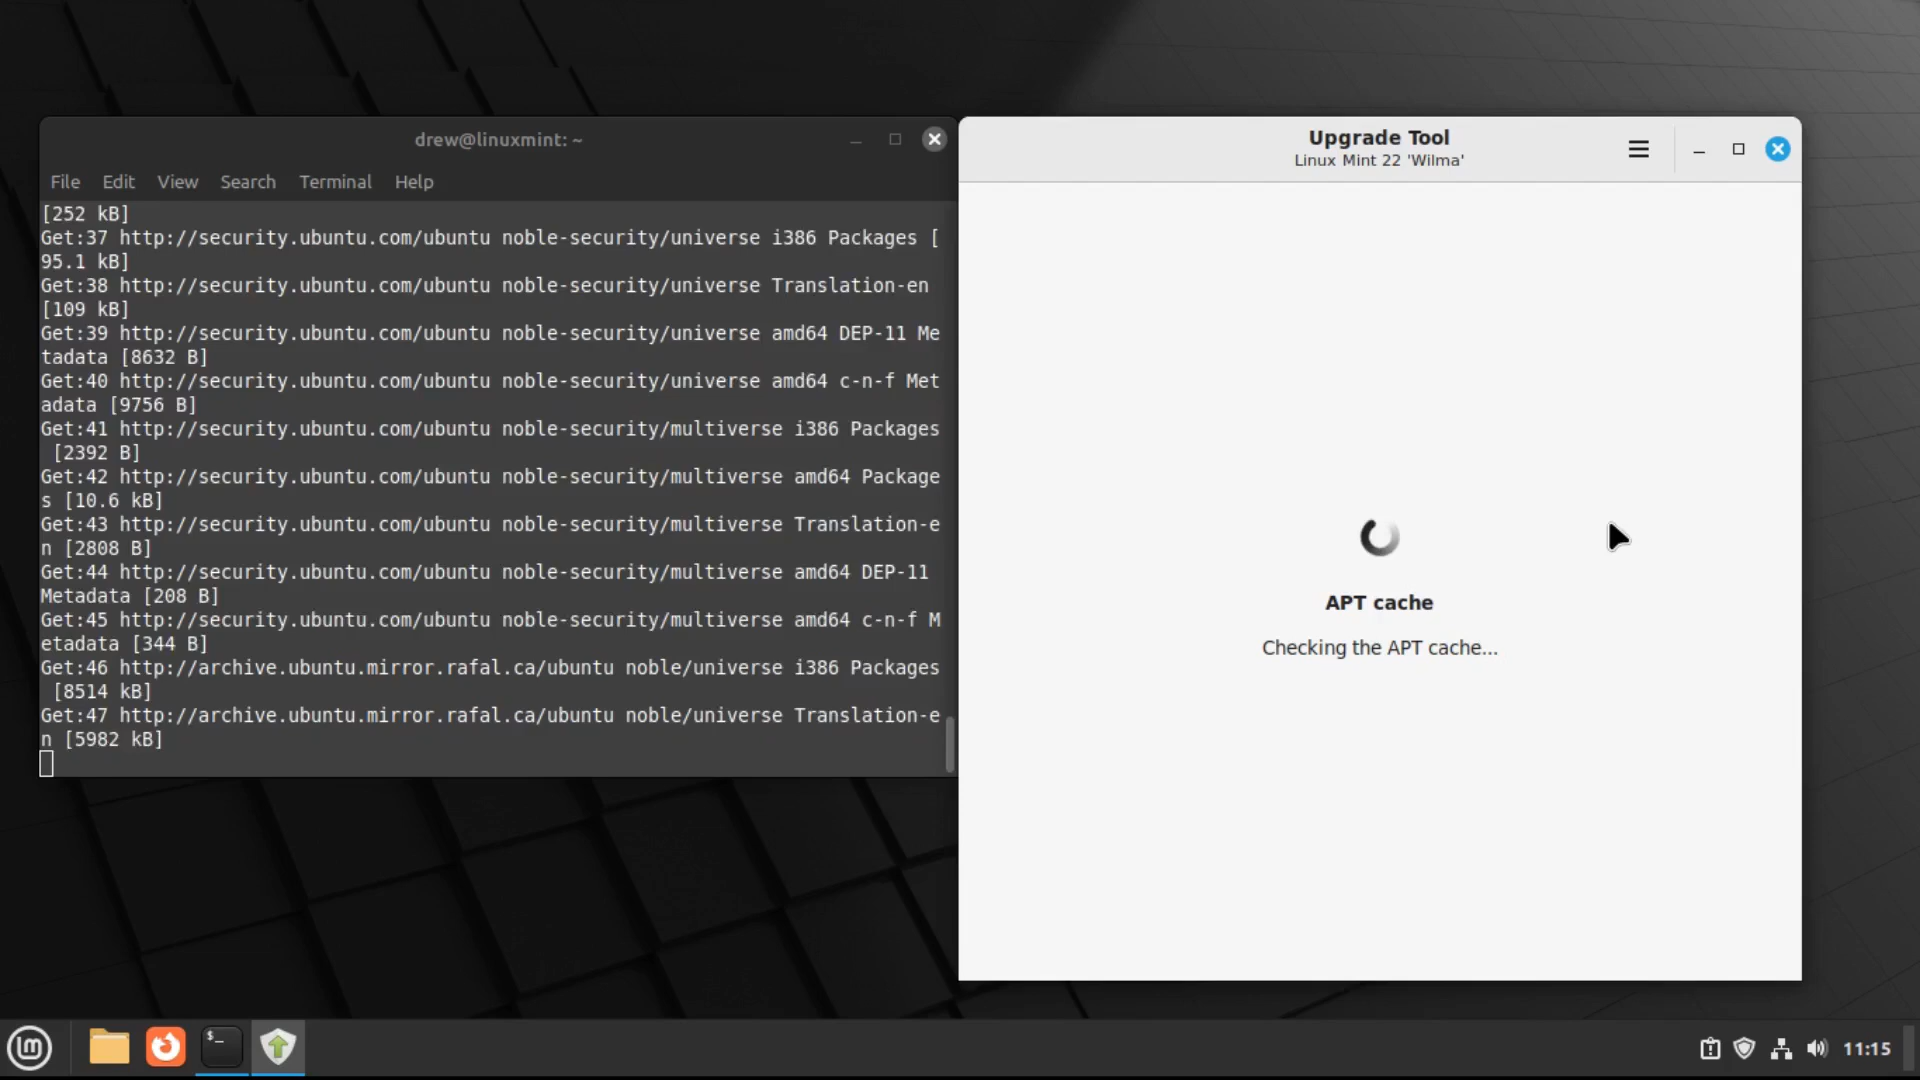 drew@linuxmint: ~
File Edit View Search Terminal Help
[252 kB]
Get:37 http://security.ubuntu.com/ubuntu noble-security/universe i386 Packages [
95.1 kB]
Get:38 http://security.ubuntu.com/ubuntu noble-security/universe Translation-en
[109 kB]
Get:39 http://security.ubuntu.com/ubuntu noble-security/universe amd64 DEP-11 Me
tadata [8632 B]
Get:40 http://security.ubuntu.com/ubuntu noble-security/universe amd64 c-n-f Met
adata [9756 B]
Get:41 http://security.ubuntu.com/ubuntu noble-security/multiverse i386 Packages
[2392 B]
Get:42 http://security.ubuntu.com/ubuntu noble-security/multiverse amd64 Package
s [10.6 kB]
Get:43 http://security.ubuntu.com/ubuntu noble-security/multiverse Translation-e
n [2808 B]
Get:44 http://security.ubuntu.com/ubuntu noble-security/multiverse amd64 DEP-11
Metadata [208 B]
Get:45 http://security.ubuntu.com/ubuntu noble-security/multiverse amd64 c-n-f M
etadata [344 B]
Get:46 http://archive.ubuntu.mirror.rafal.ca/ubuntu noble/universe i386 Packages
[8514 kB]
Get:47 http://archive.ubuntu.mirror.rafal.ca/ubuntu noble/universe Translation-e
n [5982 kB]
Upgrade Tool
Linux Mint 22 'Wilma'
APT cache
Checking the APT cache...
$_
11:15